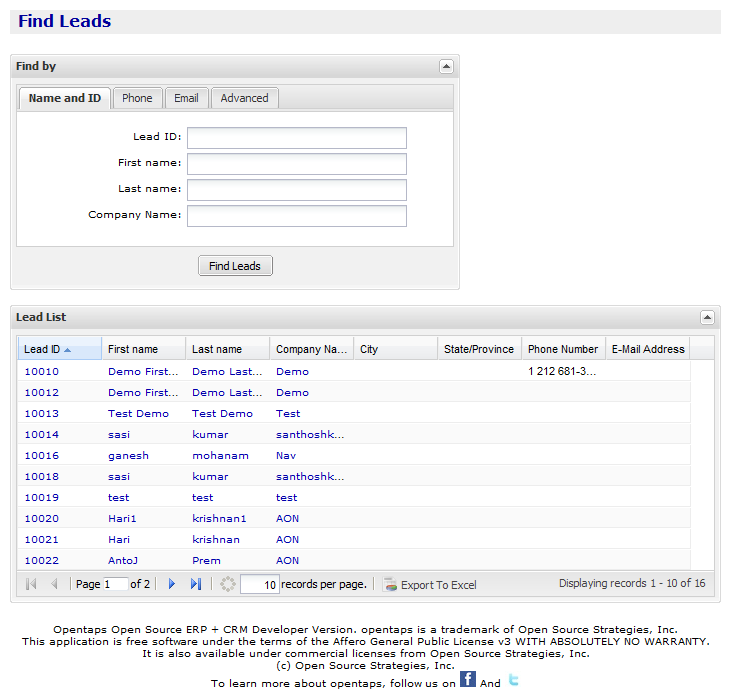 Find Leads
Find by
Name and ID Phone Email Advanced
Lead ID:
First name:
Last name:
Company Name:
Find Leads
Lead List
Lead ID First name Last name Company Na... City State/Province Phone Number E-Mail Address
10010 Demo First... Demo Last... Demo 1 212 681-3...
10012 Demo First... Demo Last... Demo
10013 Test Demo Test Demo Test
10014 sasi kumar santhoshk...
10016 ganesh mohanam Nav
10018 sasi kumar santhoshk...
10019 test test test
10020 Hari1 krishnan1 AON
10021 Hari krishnan AON
10022 AntoJ Prem AON
Page 1 of 2 10 records per page. Export To Excel Displaying records 1 - 10 of 16
Opentaps Open Source ERP + CRM Developer Version. opentaps is a trademark of Open Source Strategies, Inc.
This application is free software under the terms of the Affero General Public License v3 WITH ABSOLUTELY NO WARRANTY.
It is also available under commercial licenses from Open Source Strategies, Inc.
(c) Open Source Strategies, Inc.
To learn more about opentaps, follow us on f And t